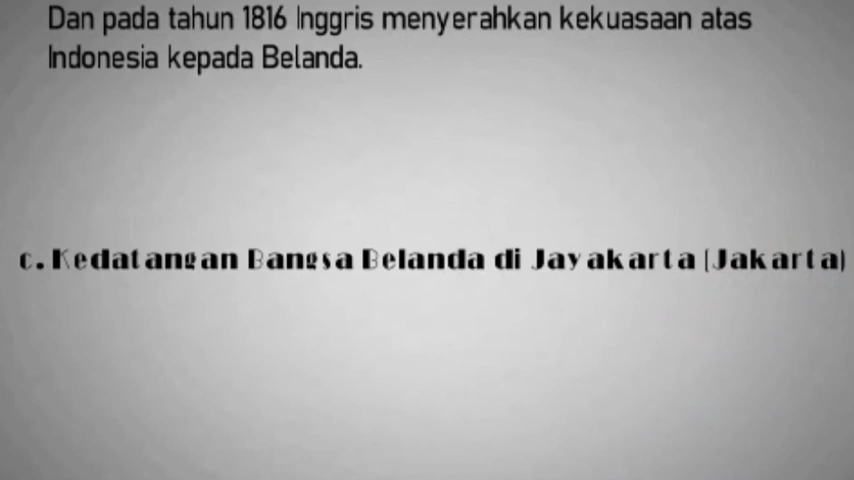 Dan pada tahun 1816 Inggris menyerahkan kekuasaan atas
Indonesia kepada Belanda.
c. Kedatangan Bangsa Belanda di Jayakarta (Jakarta)